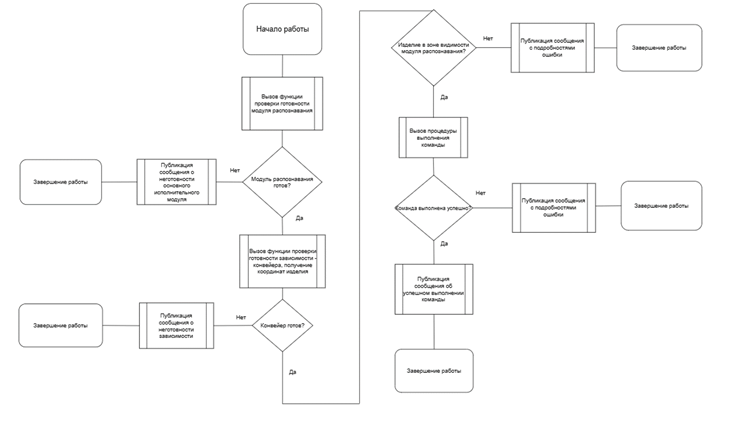 Начало работы
Вызов функции
проверки готовности
модуля распознавания
Модуль распознавания
готов?
Нет
Публикация
сообщения о
неготовности
основного
исполнительного
модуля
Завершение работы
Да
Вызов функции проверки
готовности зависимости -
конвейера, получение
координат изделия
Конвейер готов?
Нет
Публикация
сообщения о
неготовности
зависимости
Завершение работы
Да
Изделие в зоне видимости
модуля распознавания?
Нет
Публикация сообщения
с подробностями
ошибки
Завершение работы
Да
Вызов процедуры
выполнения
команды
Команда выполнена успешно?
Нет
Публикация сообщения
с подробностями
ошибки
Завершение работы
Да
Публикация
сообщения об
успешном выполнении
команды
Завершение работы